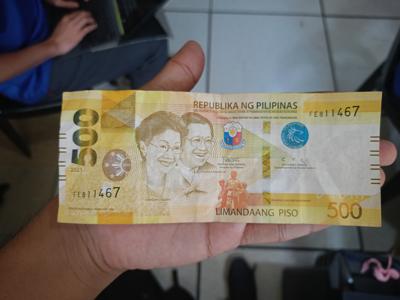 REPUBLIKA NG PILIPINAS
500
FE811467
2021
FE811467
LIMANDAANG PISO
500